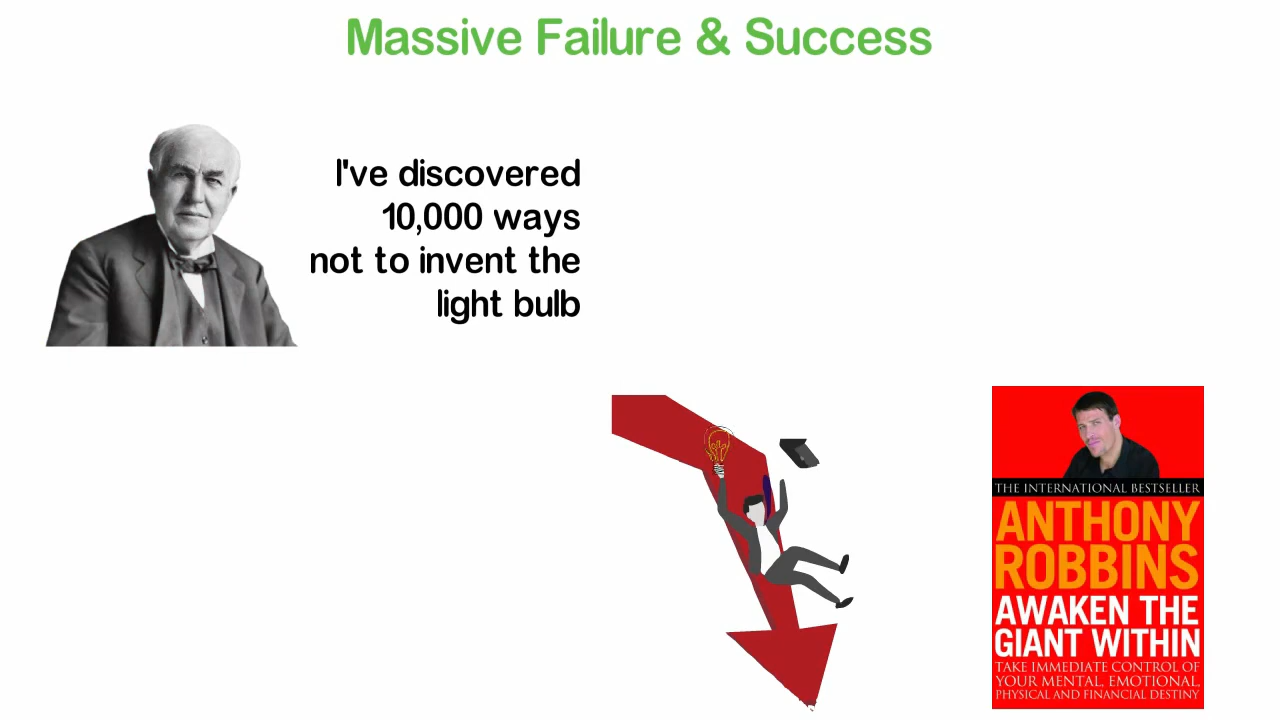 Massive Failure & Success
I've discovered
10,000 ways
not to invent the
light bulb
THE INTERNATIONAL BESTSELLER
ANTHONY
ROBBINS
AWAKEN THE
GIANT WITHIN
TAKE IMMEDIATE CONTROL OF
YOUR MENTAL, EMOTIONAL,
PHYSICAL AND FINANCIAL DESTINY